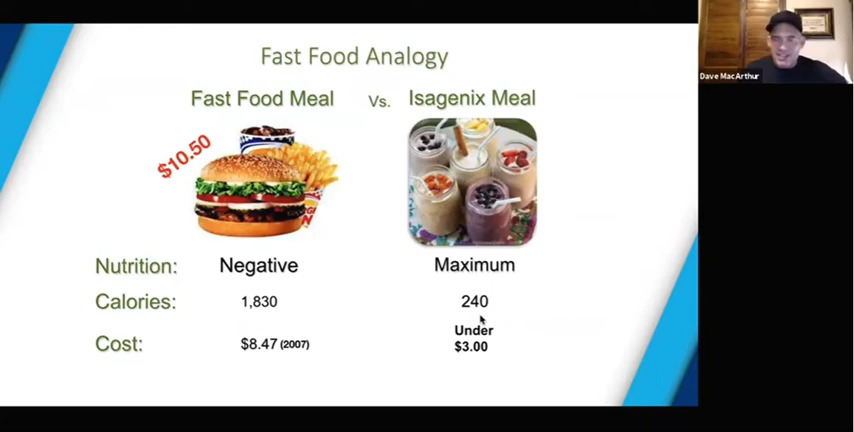 Fast Food Analogy
Fast Food Meal Vs. Isagenix Meal
$10.50
Nutrition: Negative Maximum
Calories: 1,830 240
Cost: $8.47 (2007) Under $3.00
Dave MacArthur